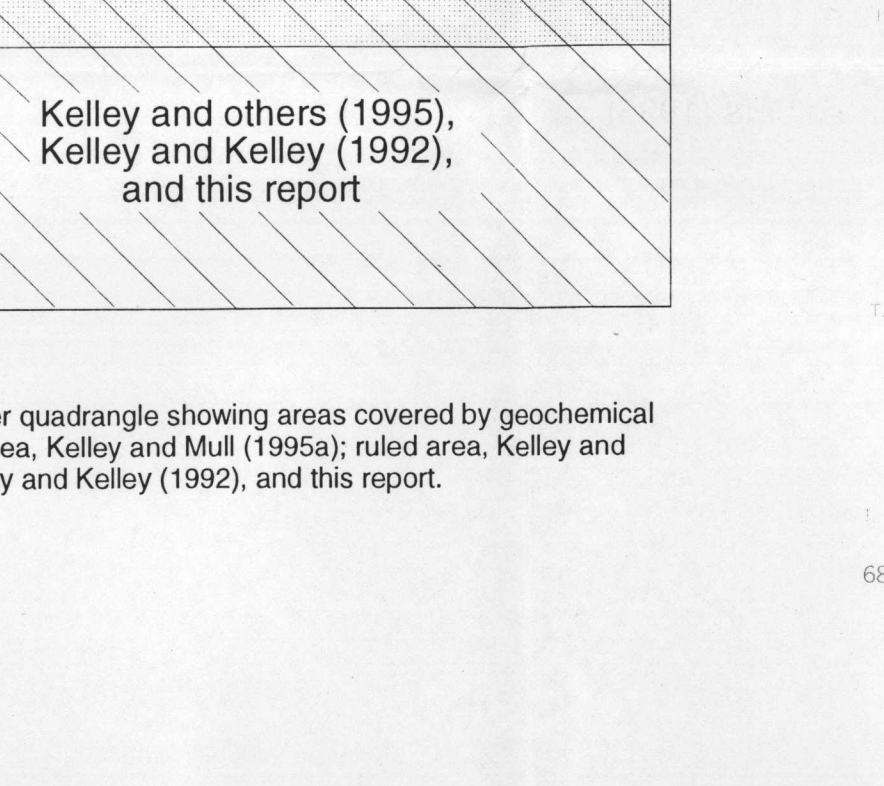 Kelley and others (1995),
Kelley and Kelley (1992),
and this report
er quadrangle showing areas covered by geochemical
ea, Kelley and Mull (1995a); ruled area, Kelley and
y and Kelley (1992), and this report.
T.
T.
68